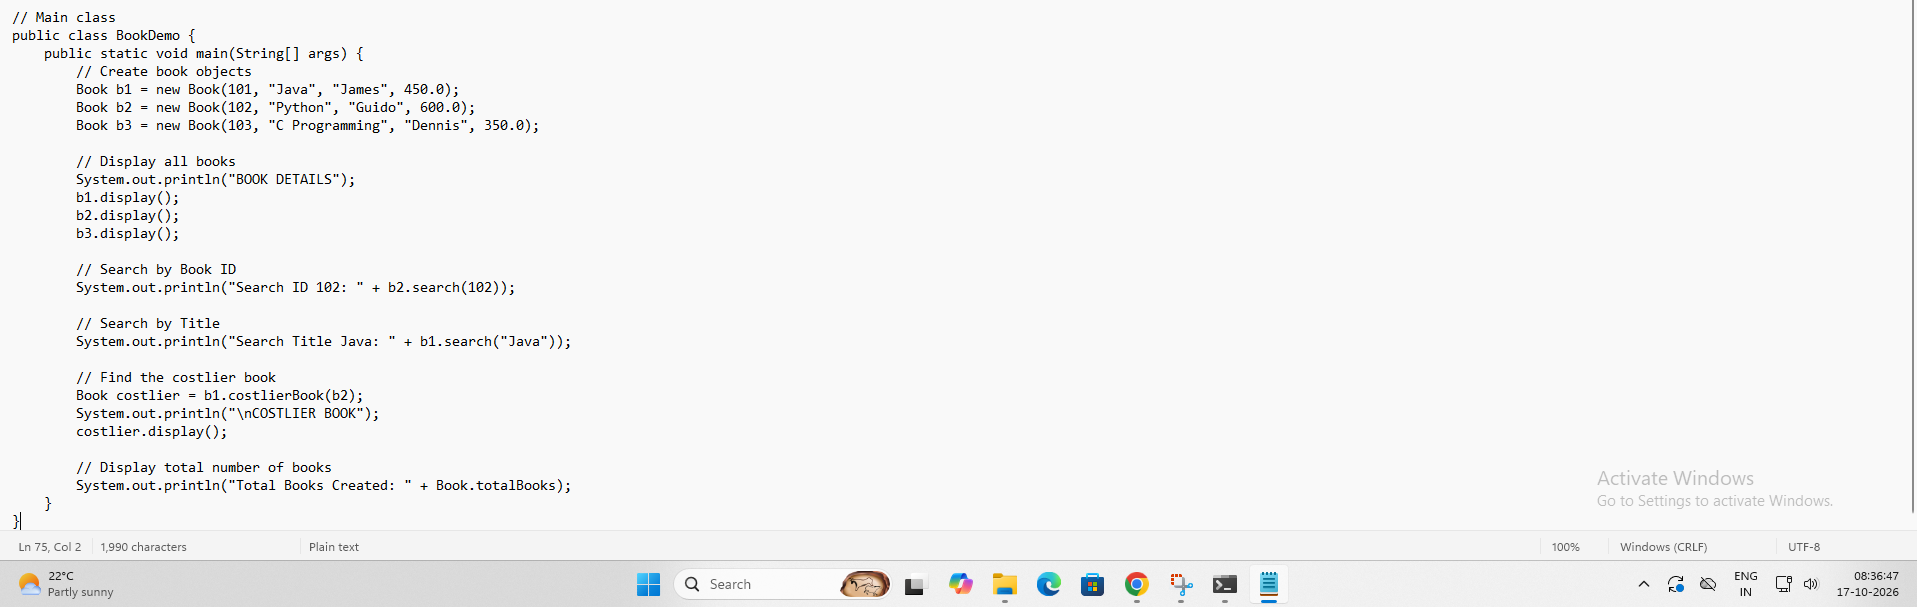 // Main class
public class BookDemo {
    public static void main(String[] args) {
        // Create book objects
        Book b1 = new Book(101, "Java", "James", 450.0);
        Book b2 = new Book(102, "Python", "Guido", 600.0);
        Book b3 = new Book(103, "C Programming", "Dennis", 350.0);
        // Display all books
        System.out.println("BOOK DETAILS");
        b1.display();
        b2.display();
        b3.display();
        // Search by Book ID
        System.out.println("Search ID 102: " + b2.search(102));
        // Search by Title
        System.out.println("Search Title Java: " + b1.search("Java"));
        // Find the costlier book
        Book costlier = b1.costlierBook(b2);
        System.out.println("\nCOSTLIER BOOK");
        costlier.display();
        // Display total number of books
        System.out.println("Total Books Created: " + Book.totalBooks);
    }
}
Activate Windows
Go to Settings to activate Windows.
Ln 75, Col 2 1,990 characters Plain text 100% Windows (CRLF) UTF-8
22°C
Partly sunny
Search
ENG
IN
08:36:47
17-10-2026